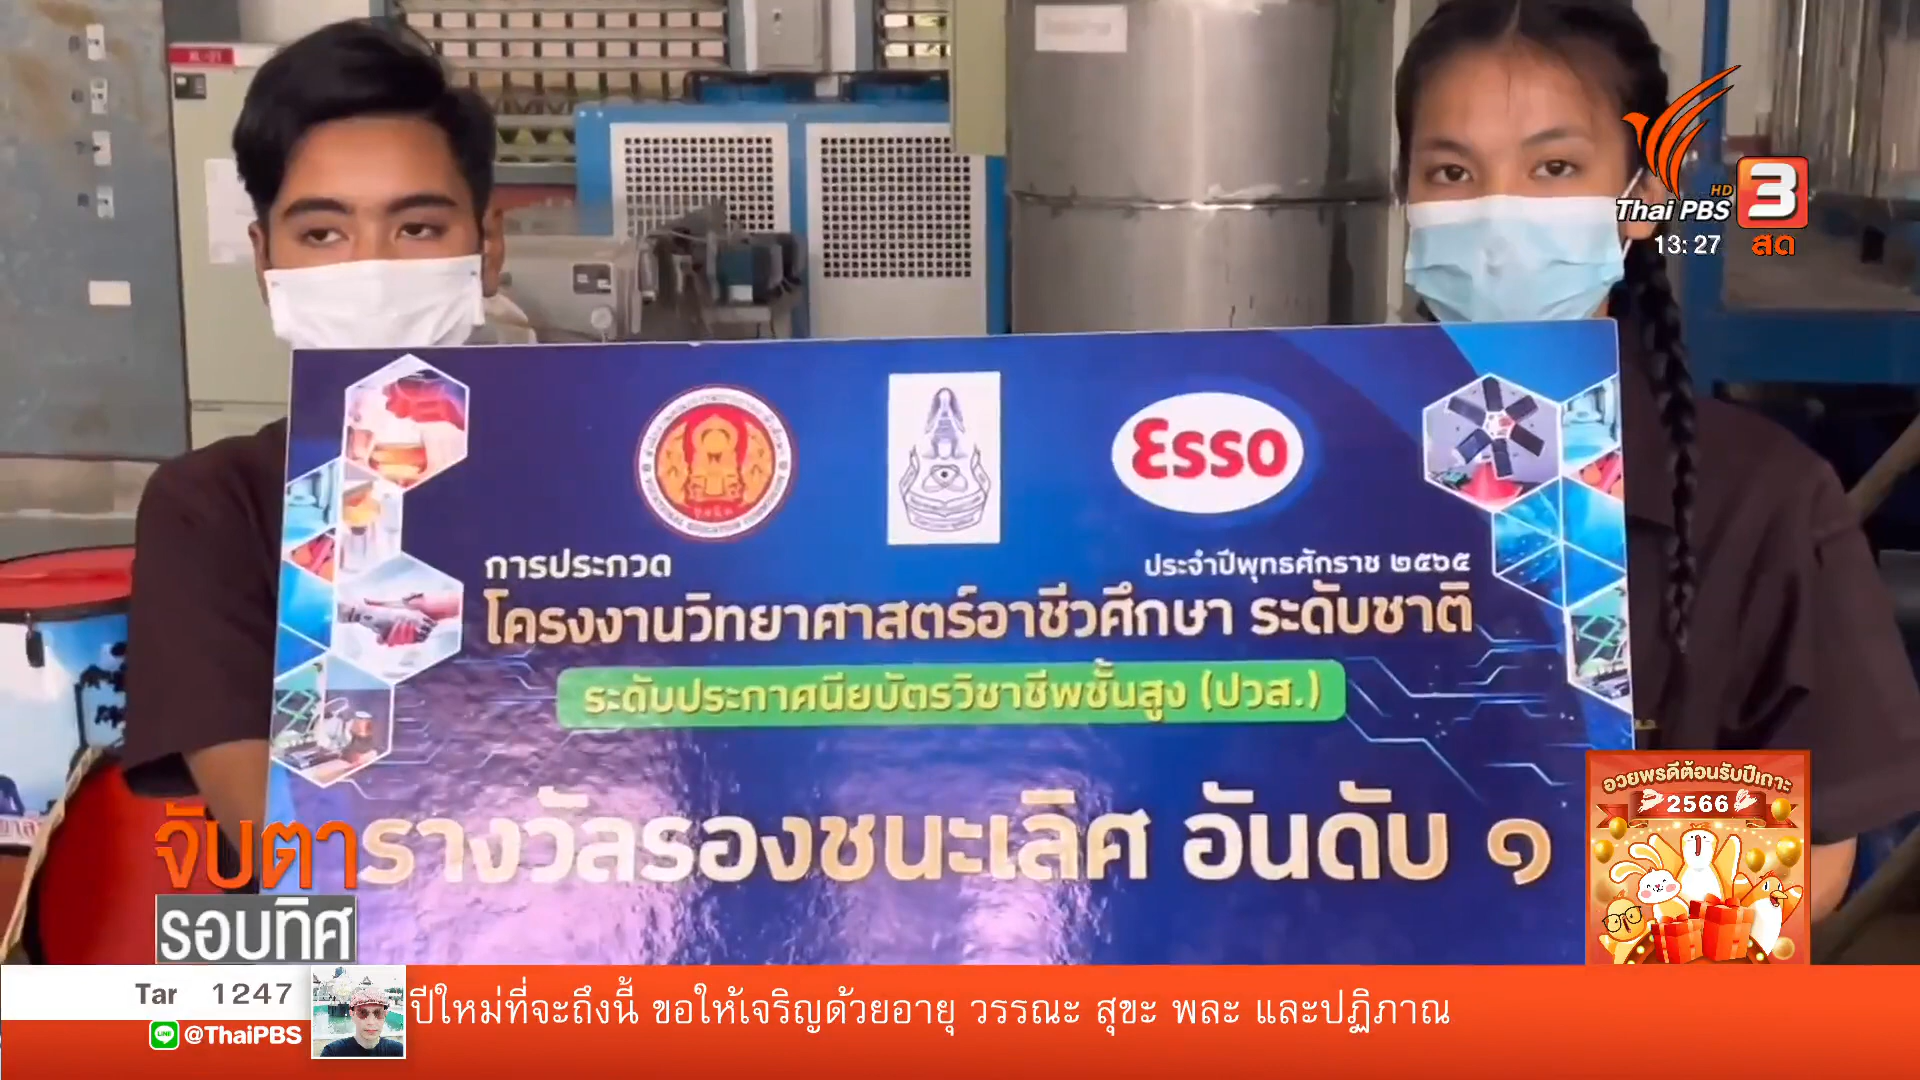 KL-01
HD
Thai PBS 3
13:27 สด
Esso
การประกวด
ประจำปีพุทธศักราช ๒๕๖๕
โครงงานวิทยาศาสตร์อาชีวศึกษา ระดับชาติ
ระดับประกาศนียบัตรวิชาชีพชั้นสูง (ปวส.)
รางวัลรองชนะเลิศ อันดับ ๑
อวยพรดีต้อนรับปีเถาะ
2566
จับตา
รอบทิศ
Tar 1247
LINE @ThaiPBS
ปีใหม่ที่จะถึงนี้ ขอให้เจริญด้วยอายุ วรรณะ สุขะ พละ และปฏิภาณ